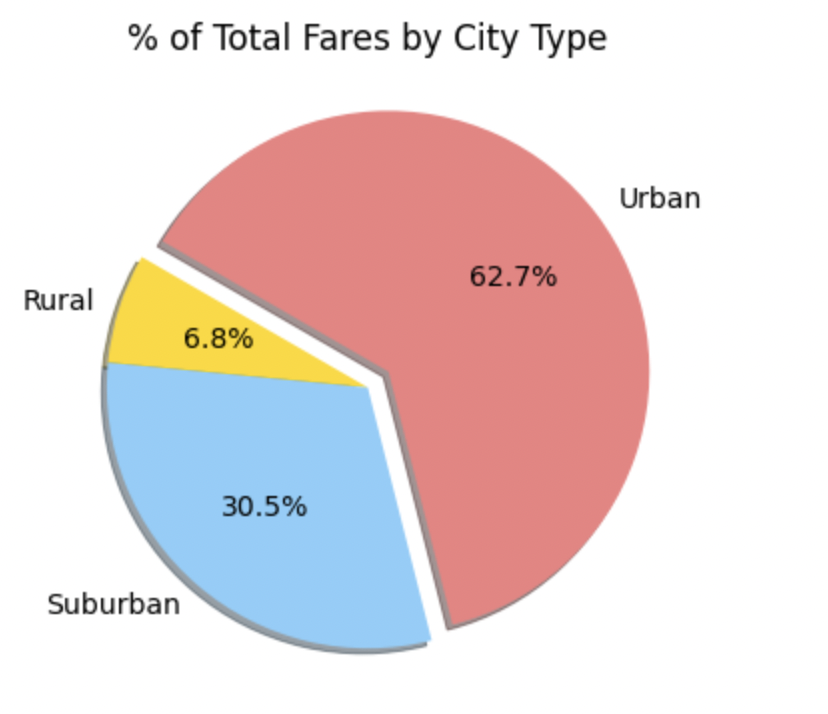 % of Total Fares by City Type
Urban
62.7%
Rural
6.8%
30.5%
Suburban